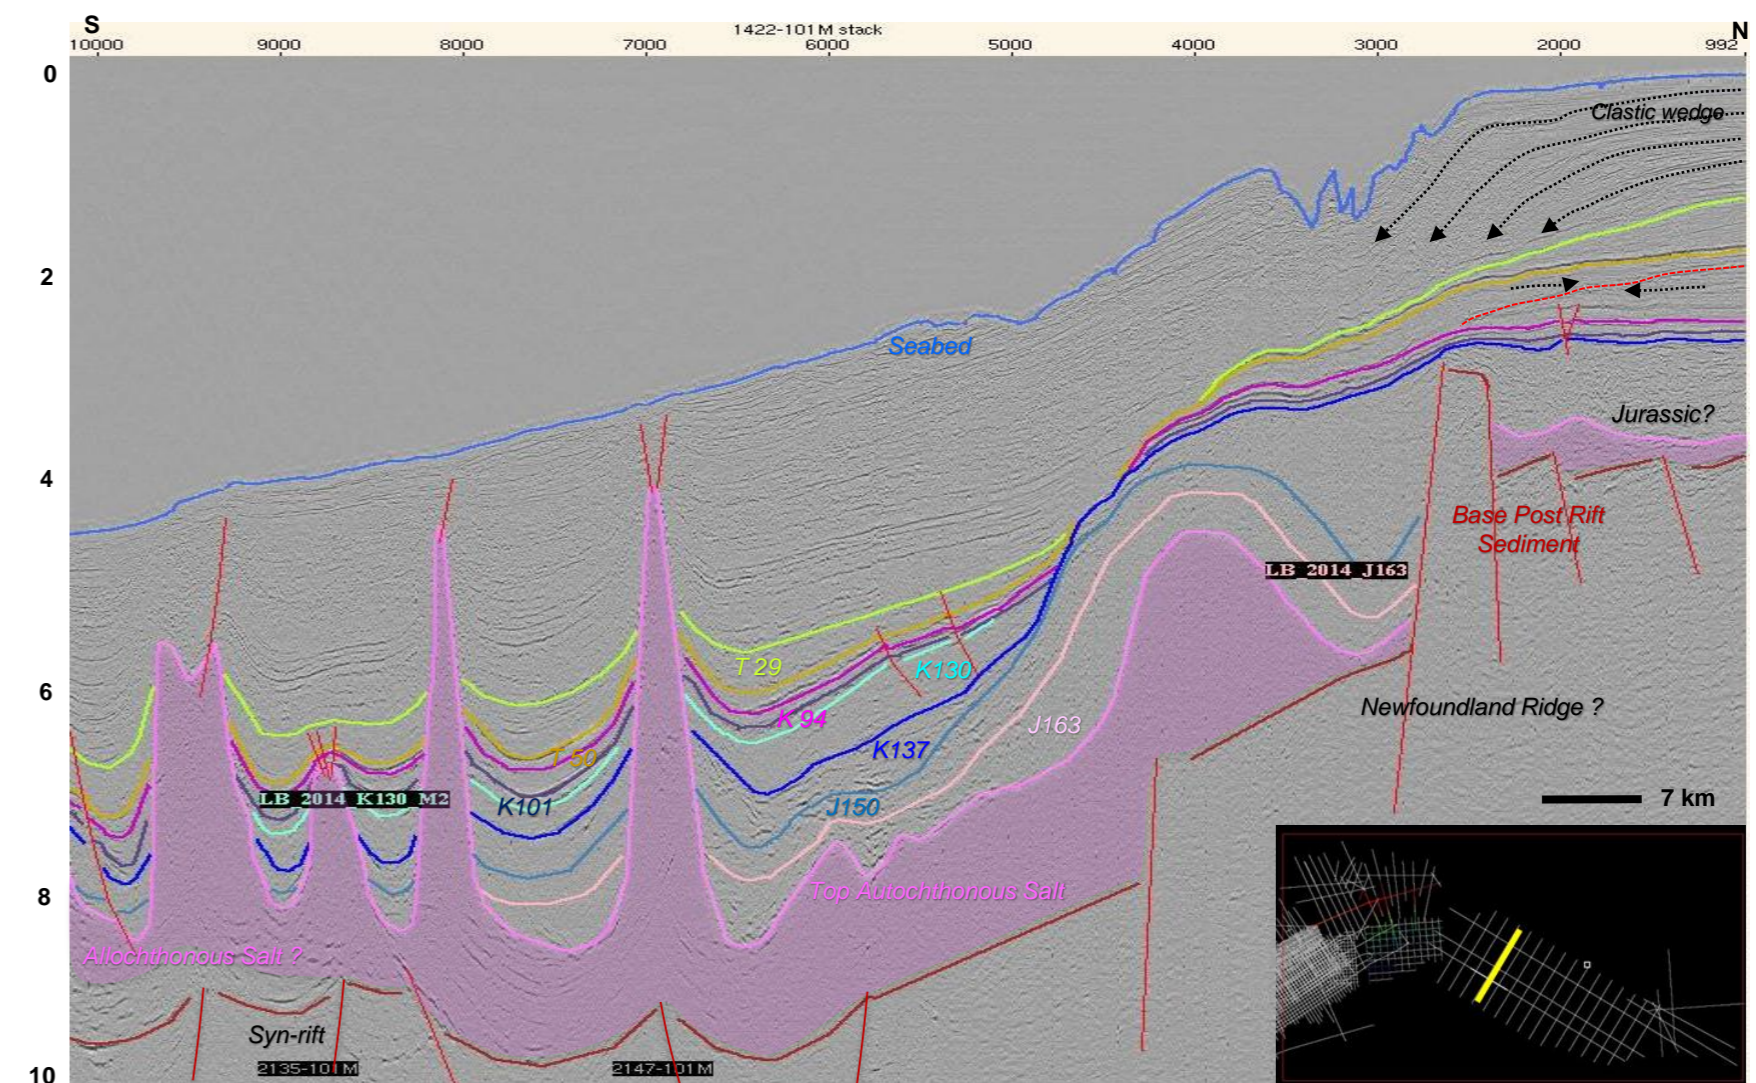 S
1422-101M stack
N
10000 9000 8000 7000 6000 5000 4000 3000 2000 992
0
Clastic wedge
2
Seabed
Jurassic?
4
Base Post Rift
Sediment
LB_2014_J163
6
T 29
K130
K 94
Newfoundland Ridge ?
J163
K137
T 50
LB_2014_K130_M2
K101
J150
7 km
8
Top Autochthonous Salt
Allochthonous Salt ?
Syn-rift
2135-101M
2147-101M
10